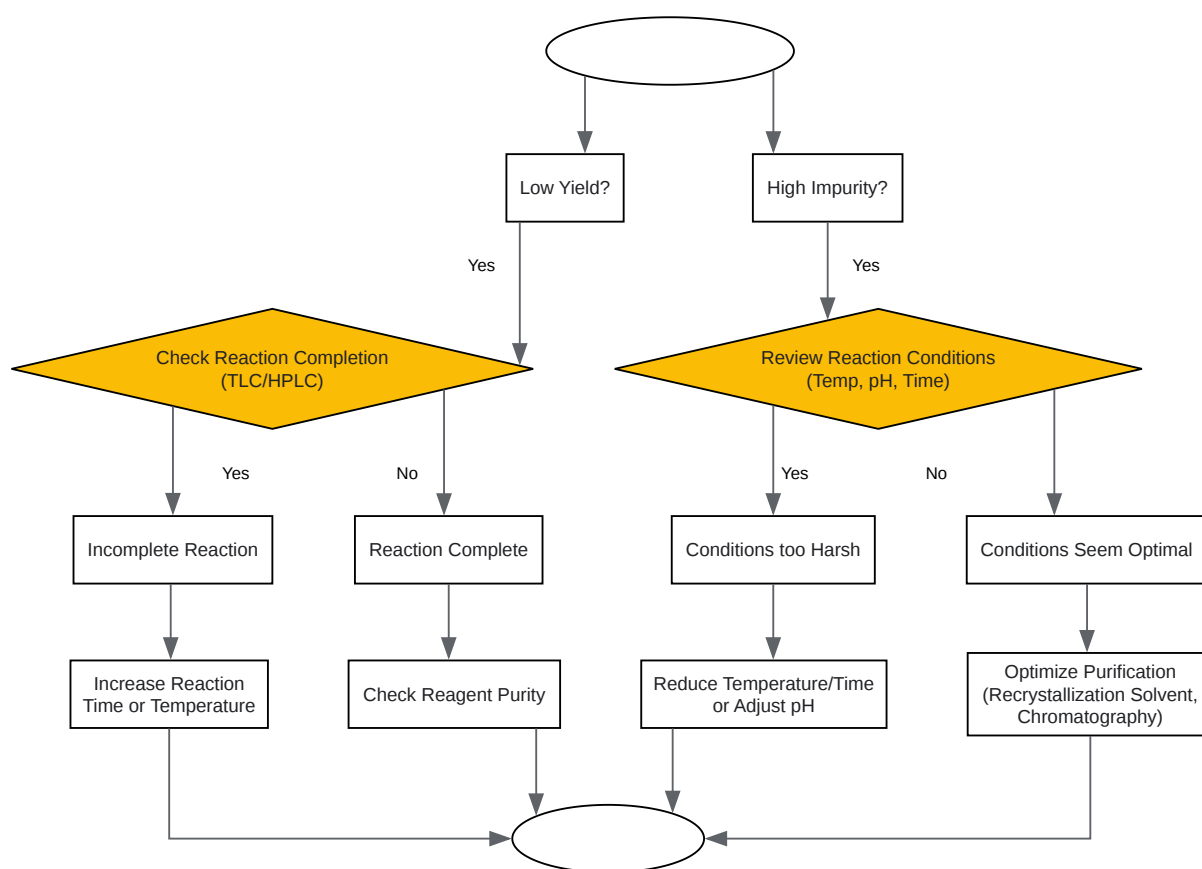 Low Yield?
High Impurity?
Yes
Yes
Check Reaction Completion
(TLC/HPLC)
Review Reaction Conditions
(Temp, pH, Time)
Yes
No
Yes
No
Incomplete Reaction
Reaction Complete
Conditions too Harsh
Conditions Seem Optimal
Increase Reaction
Time or Temperature
Check Reagent Purity
Reduce Temperature/Time
or Adjust pH
Optimize Purification
(Recrystallization Solvent,
Chromatography)